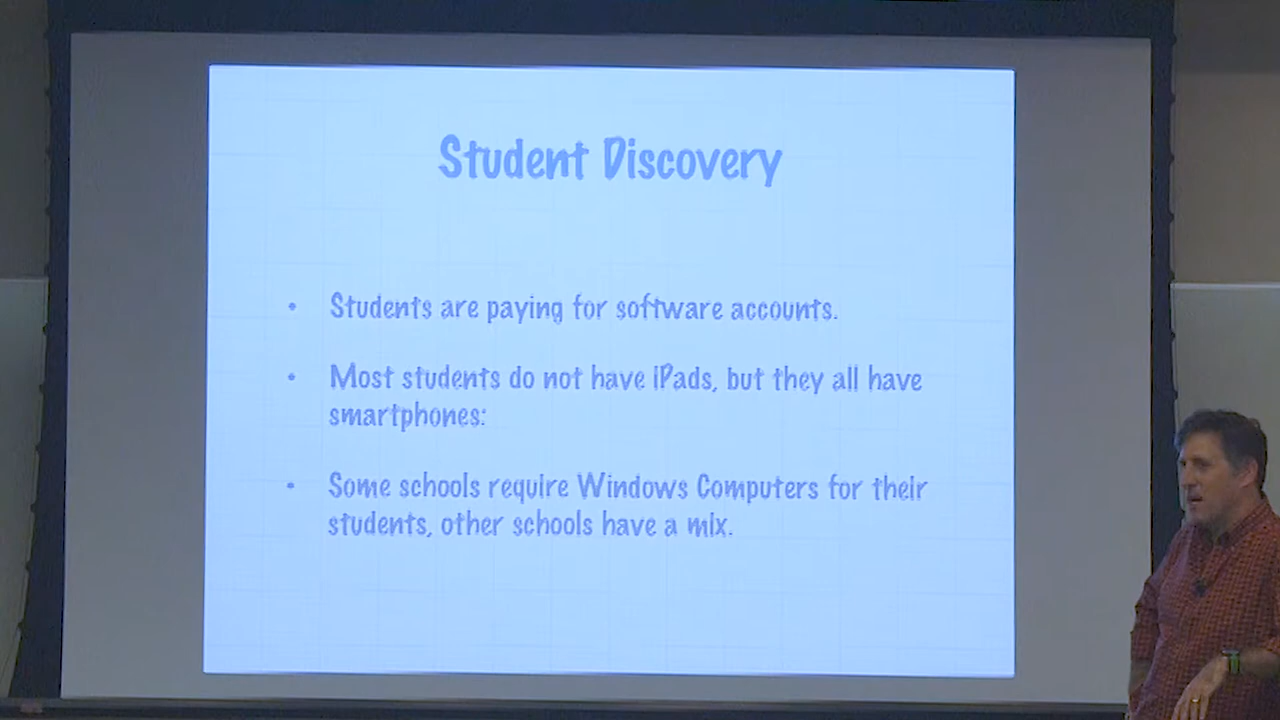 Student Discovery
• Students are paying for software accounts.
• Most students do not have iPads, but they all have
smartphones:
• Some schools require Windows Computers for their
students, other schools have a mix.